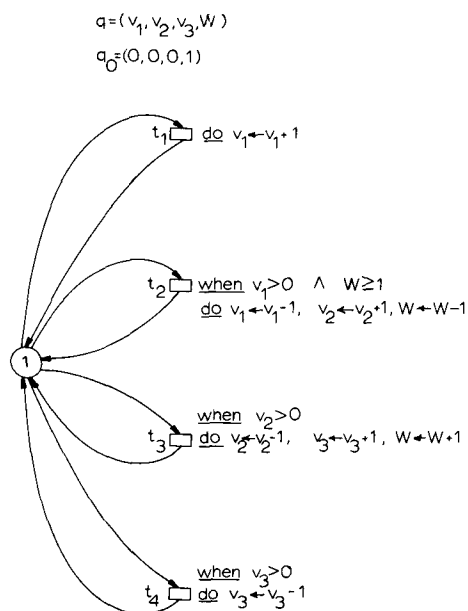 q=(v₁,v₂,v₃,W)
q₀=(0,0,0,1)
t₁ do v₁←v₁+1
t₂ when v₁>0 ∧ W≥1
do v₁←v₁-1, v₂←v₂+1, W←W-1
1
when v₂>0
t₃ do v₂←v₂-1, v₃←v₃+1, W←W+1
when v₃>0
t₄ do v₃←v₃-1